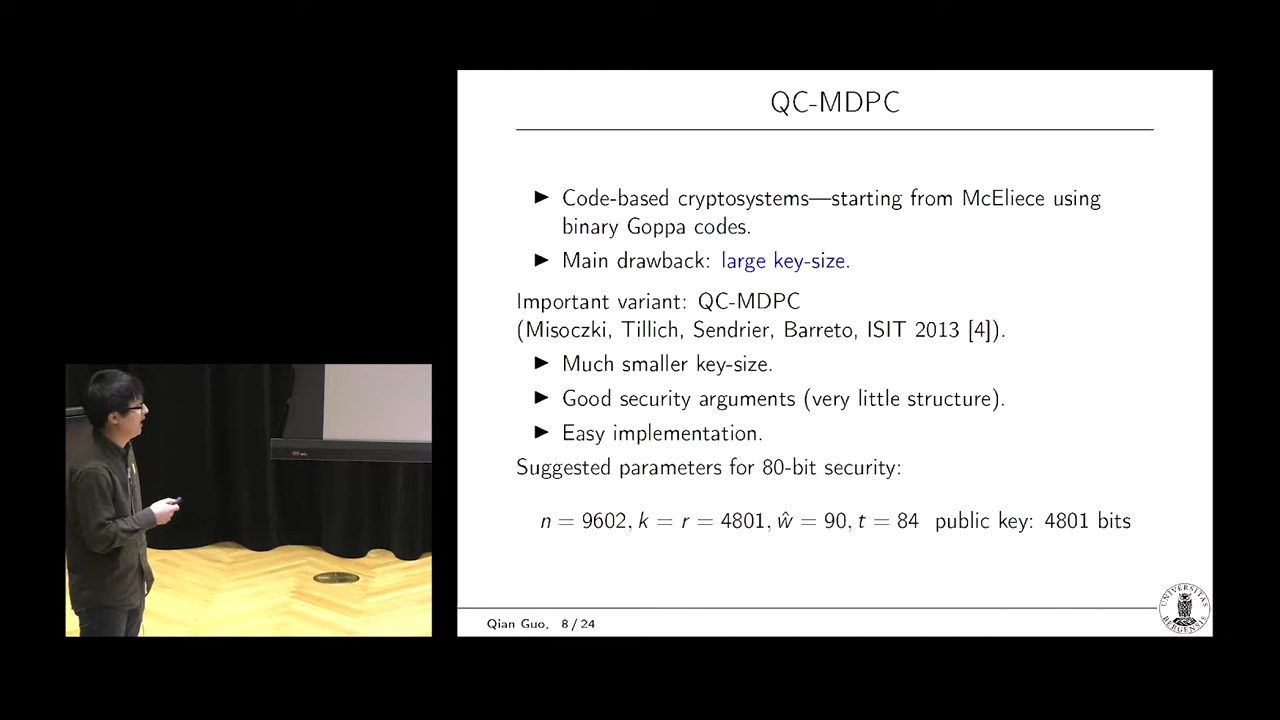 QC-MDPC
▶ Code-based cryptosystems—starting from McEliece using
binary Goppa codes.
▶ Main drawback: large key-size.
Important variant: QC-MDPC
(Misoczki, Tillich, Sendrier, Barreto, ISIT 2013 [4]).
▶ Much smaller key-size.
▶ Good security arguments (very little structure).
▶ Easy implementation.
Suggested parameters for 80-bit security:
n = 9602, k = r = 4801, ŵ = 90, t = 84 public key: 4801 bits
Qian Guo, 8 / 24
UNIVERSITAS
BERGENSIS